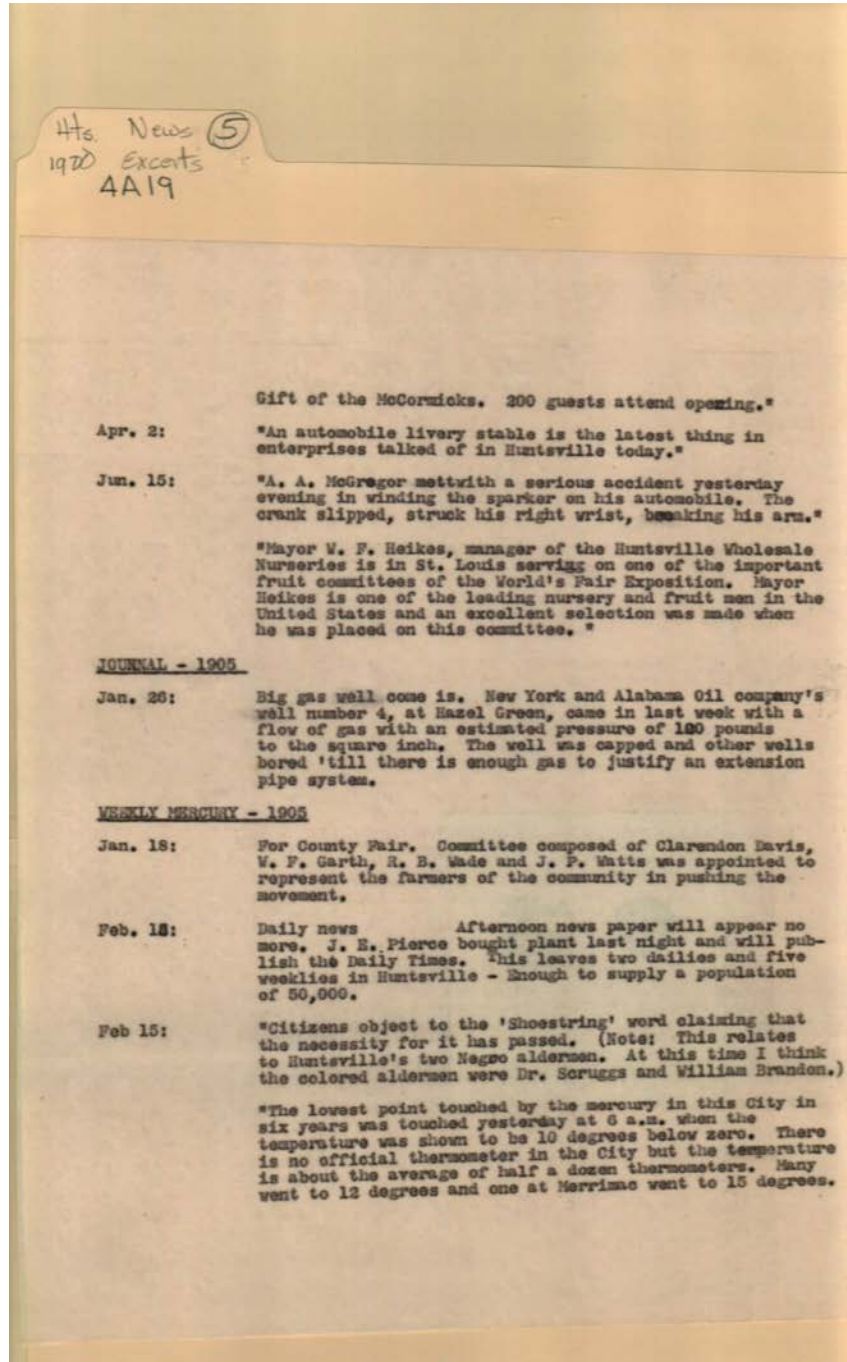 Hts. News 5
1900 Excerts
4A19
Gift of the McCormicks. 200 guests attend opening."
Apr. 2: "An automobile livery stable is the latest thing in
enterprises talked of in Huntsville today."
Jun. 15: "A. A. McGregor mettwith a serious accident yesterday
evening in winding the sparker on his automobile. The
crank slipped, struck his right wrist, breaking his arm."
"Mayor W. F. Heikes, manager of the Huntsville Wholesale
Nurseries is in St. Louis serving on one of the important
fruit committees of the World's Fair Exposition. Mayor
Heikes is one of the leading nursery and fruit men in the
United States and an excellent selection was made when
he was placed on this committee. "
JOURNAL - 1905
Jan. 26: Big gas well come is. New York and Alabama Oil company's
well number 4, at Hazel Green, came in last week with a
flow of gas with an estimated pressure of 100 pounds
to the square inch. The well was capped and other wells
bored 'till there is enough gas to justify an extension
pipe system.
WEEKLY MERCURY - 1905
Jan. 18: For County Fair. Committee composed of Clarendon Davis,
W. F. Garth, R. B. Wade and J. P. Watts was appointed to
represent the farmers of the community in pushing the
movement.
Feb. Daily news Afternoon news paper will appear no
more. J. E. Pierce bought plant last night and will pub-
lish the Daily Times. This leaves two dailies and five
weeklies in Huntsville - Enough to supply a population
of 50,000.
Feb 15: "Citizens object to the 'Shoestring' word claiming that
the necessity for it has passed. (Note: This relates
to Huntsville's two Negro aldermen. At this time I think
the colored aldermen were Dr. Scruggs and William Brandon.)
"The lowest point touched by the mercury in this City in
six years was touched yesterday at 6 a.m. when the
temperature was shown to be 10 degrees below zero. There
is no official thermometer in the City but the temperature
is about the average of half a dozen thermometers. Many
went to 12 degrees and one at Merrimac went to 15 degrees.